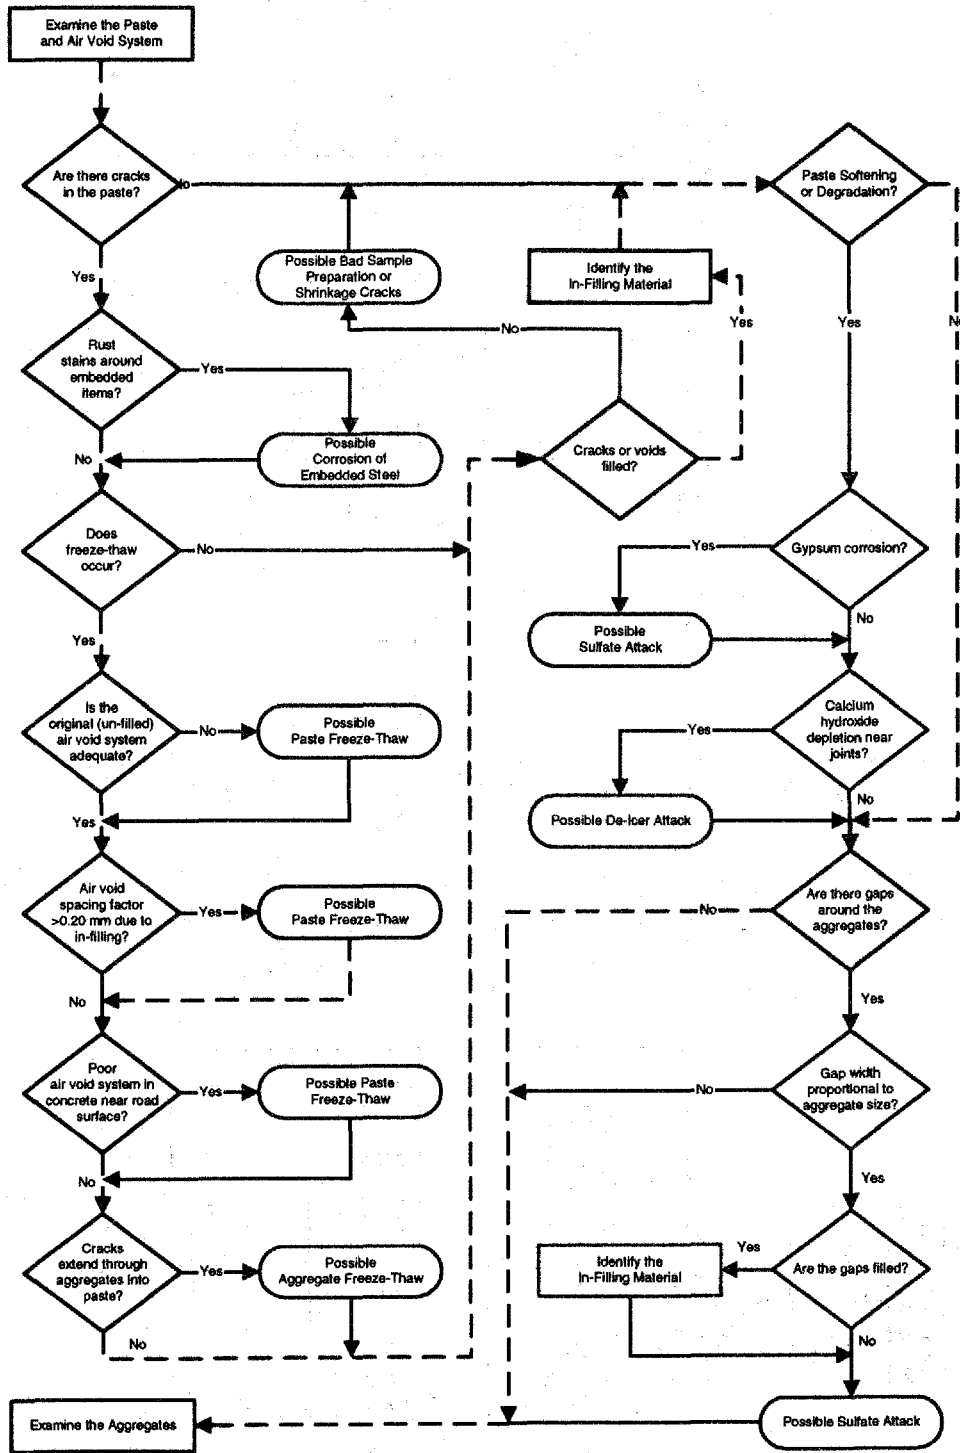 Examine the Paste
and Air Void System
Are there cracks
in the paste?
No
Paste Softening
or Degradation?
Possible Bad Sample
Preparation or
Shrinkage Cracks
Identify the
In-Filling Material
Yes
No
Yes
Yes
No
Rust
stains around
embedded
items?
Yes
No
Possible
Corrosion of
Embedded Steel
Cracks or voids
filled?
Does
freeze-thaw
occur?
No
Yes
Gypsum corrosion?
Yes
No
Possible
Sulfate Attack
Is the
original (un-filled)
air void system
adequate?
No
Possible
Paste Freeze-Thaw
Yes
Calcium
hydroxide
depletion near
joints?
Yes
No
Possible De-Icer Attack
Air void
spacing factor
>0.20 mm due to
in-filling?
Yes
Possible
Paste Freeze-Thaw
No
Are there gaps
around the
aggregates?
No
Yes
Poor
air void system in
concrete near road
surface?
Yes
Possible Paste
Freeze-Thaw
No
Gap width
proportional to
aggregate size?
No
Yes
Cracks
extend through
aggregates into
paste?
Yes
Possible
Aggregate Freeze-Thaw
No
Identify the
In-Filling Material
Yes
Are the gaps filled?
No
Examine the Aggregates
Possible Sulfate Attack